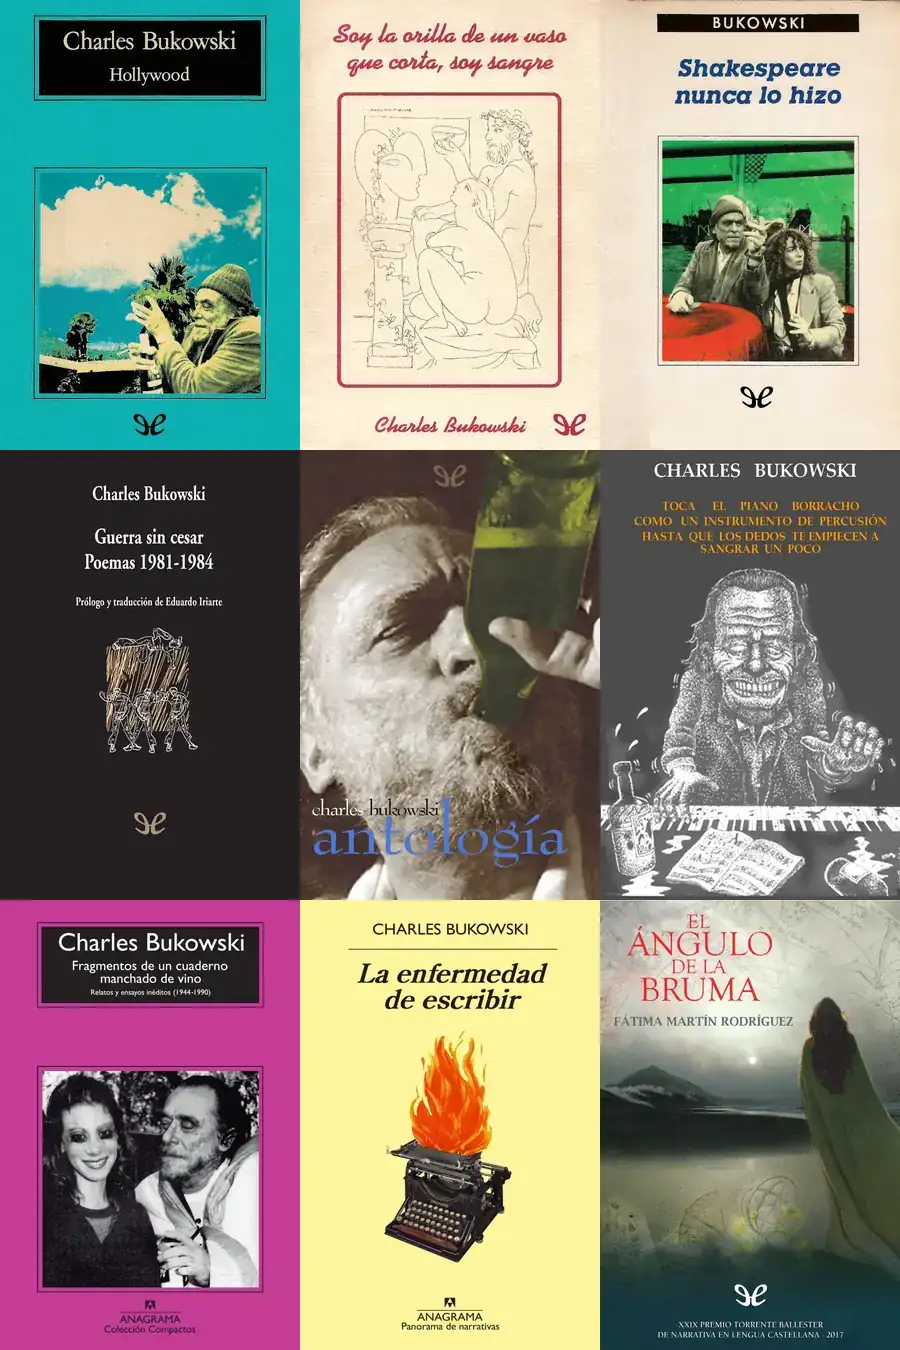 Charles Bukowski
Hollywood
Soy la orilla de un vaso
que corta, soy sangre
Charles Bukowski
BUKOWSKI
Shakespeare
nunca lo hizo
Charles Bukowski
Guerra sin cesar
Poemas 1981-1984
Prólogo y traducción de Eduardo Iriarte
charles bukowski
antología
CHARLES BUKOWSKI
TOCA EL PIANO BORRACHO
COMO UN INSTRUMENTO DE PERCUSIÓN
HASTA QUE LOS DEDOS TE EMPIECEN A
SANGRAR UN POCO
Charles Bukowski
Fragmentos de un cuaderno
manchado de vino
Relatos y ensayos inéditos (1944-1990)
ANAGRAMA
Colección Compactos
CHARLES BUKOWSKI
La enfermedad
de escribir
ANAGRAMA
Panorama de narrativas
EL
ÁNGULO
DE LA
BRUMA
FÁTIMA MARTÍN RODRÍGUEZ
XXIX PREMIO TORRENTE BALLESTER
DE NARRATIVA EN LENGUA CASTELLANA · 2017